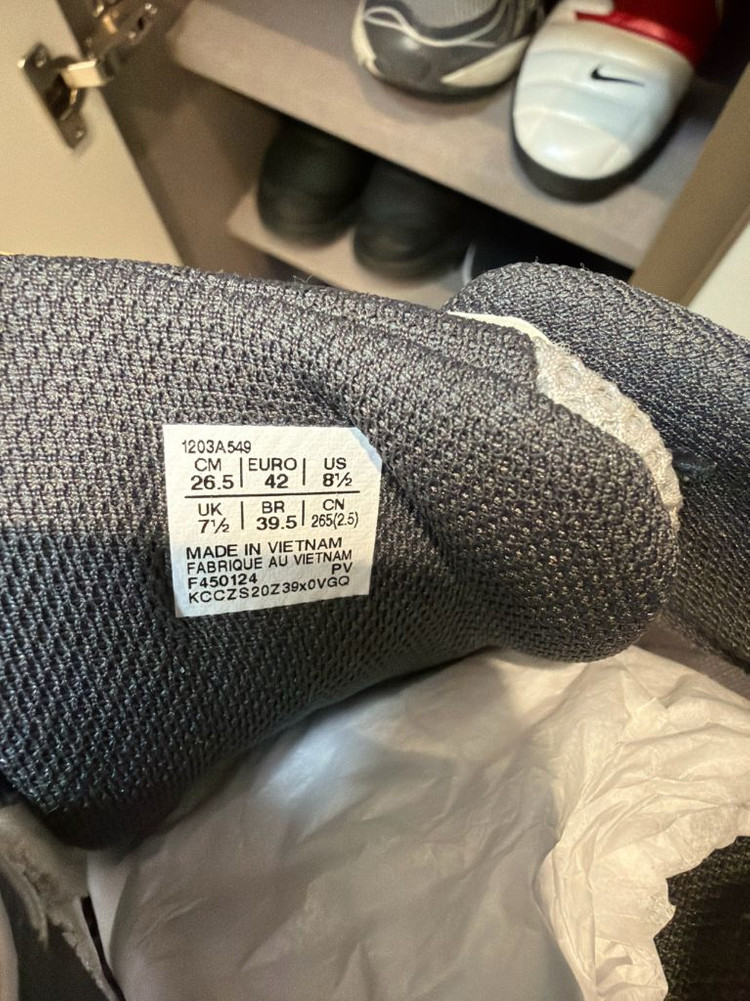 1203A549
CM | EURO | US
26.5 | 42 | 8½
UK | BR | CN
7½ | 39.5 | 265(2.5)
MADE IN VIETNAM
FABRIQUE AU VIETNAM
F450124 PV
KCCZS20Z39x0VGQ